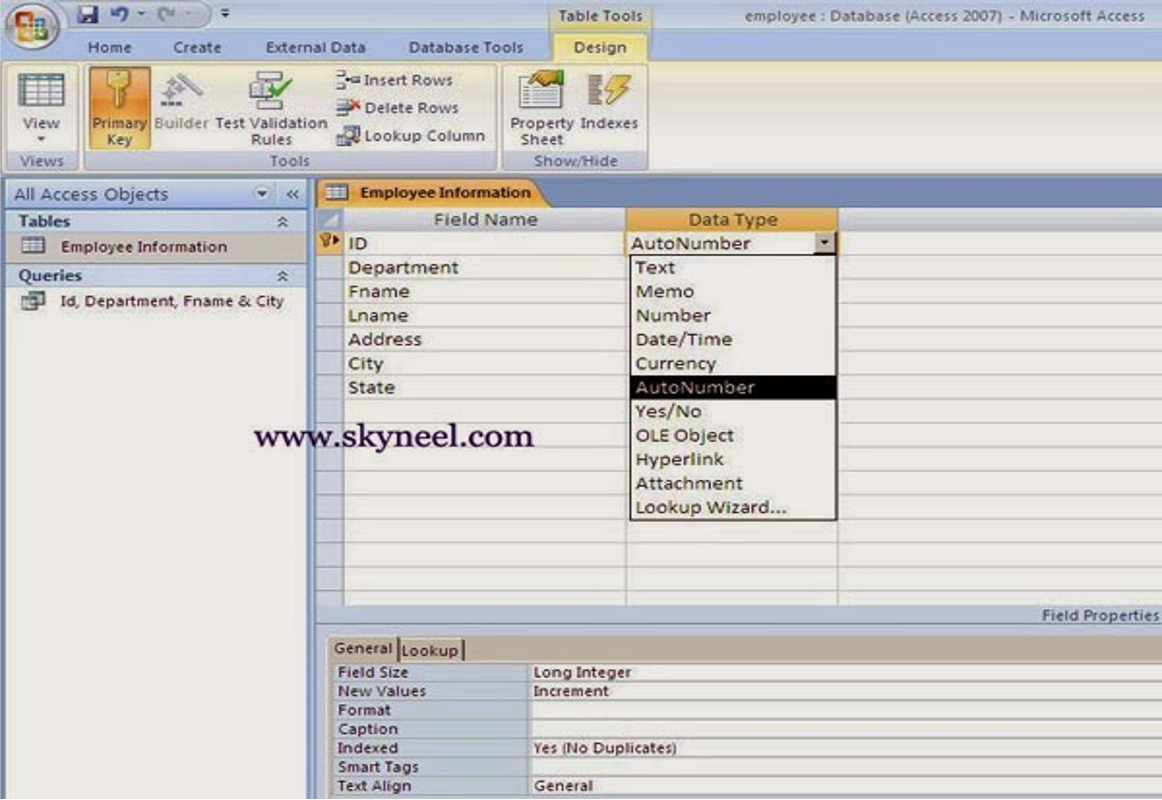 Table Tools
employee : Database (Access 2007) - Microsoft Access
Home Create External Data Database Tools Design
View
Primary Key
Builder
Test Validation Rules
Insert Rows
Delete Rows
Lookup Column
Property Sheet
Indexes
Views
Tools
Show/Hide
All Access Objects
Tables
Employee Information
Queries
Id, Department, Fname & City
Employee Information
Field Name Data Type
ID AutoNumber
Department
Fname
Lname
Address
City
State
Text
Memo
Number
Date/Time
Currency
AutoNumber
Yes/No
OLE Object
Hyperlink
Attachment
Lookup Wizard...
www.skyneel.com
Field Properties
General Lookup
Field Size Long Integer
New Values Increment
Format
Caption
Indexed Yes (No Duplicates)
Smart Tags
Text Align General